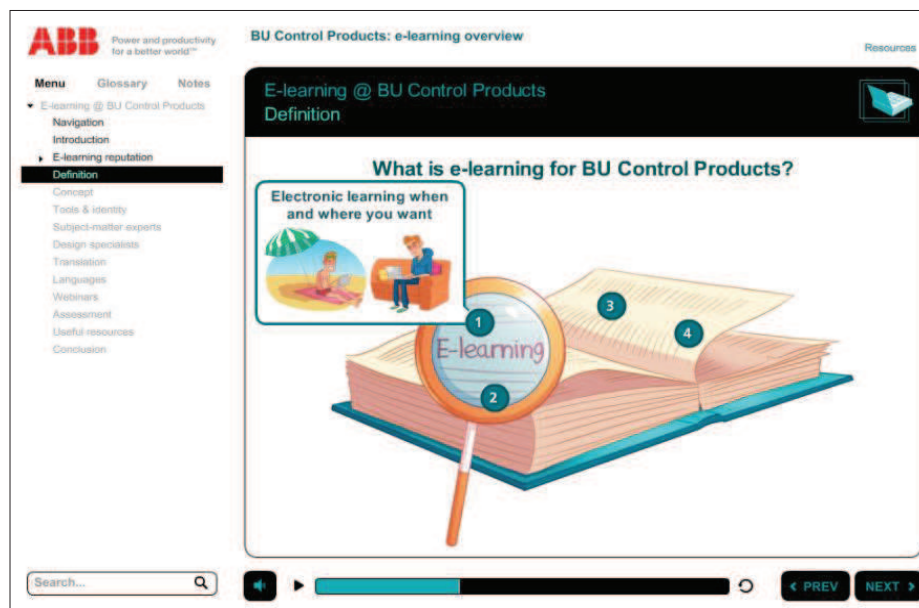 ABB
Power and productivity
for a better world™
BU Control Products: e-learning overview
Resources
Menu Glossary Notes
E-learning @ BU Control Products
Navigation
Introduction
E-learning reputation
Definition
Concept
Tools & identity
Subject-matter experts
Design specialists
Translation
Languages
Webinars
Assessment
Useful resources
Conclusion
E-learning @ BU Control Products
Definition
What is e-learning for BU Control Products?
Electronic learning when
and where you want
1
E-learning
2
3
4
Search...
PREV
NEXT